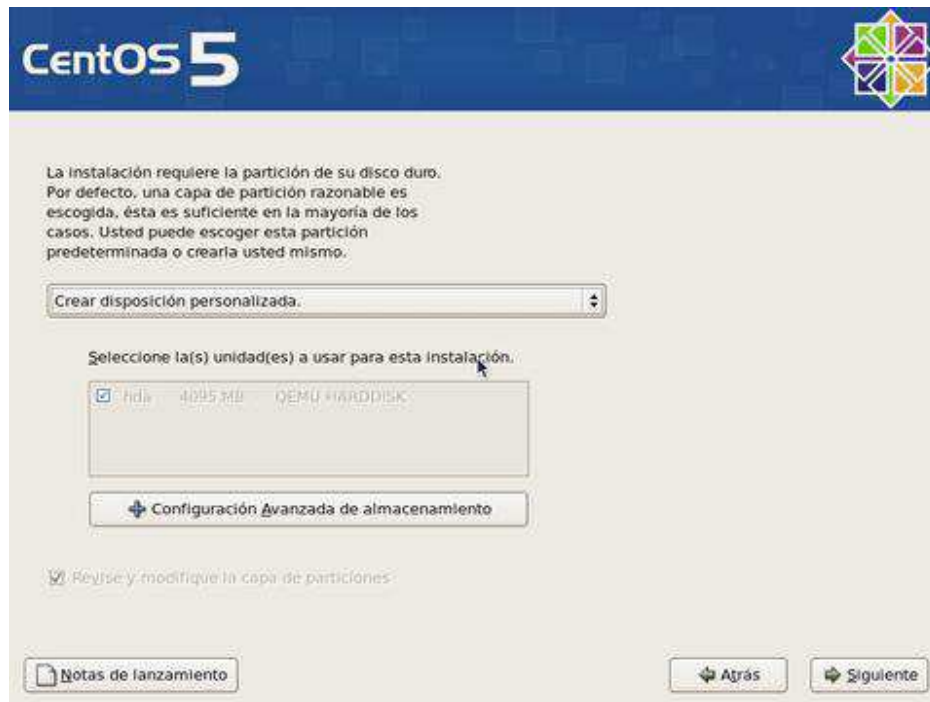 CentOS 5
La instalación requiere la partición de su disco duro.
Por defecto, una capa de partición razonable es
escogida, ésta es suficiente en la mayoría de los
casos. Usted puede escoger esta partición
predeterminada o crearla usted mismo.
Crear disposición personalizada.
Seleccione la(s) unidad(es) a usar para esta instalación.
hda 4095 MB QEMU HARDDISK
Configuración Avanzada de almacenamiento
Revise y modifique la capa de particiones
Notas de lanzamiento
Atrás
Siguiente